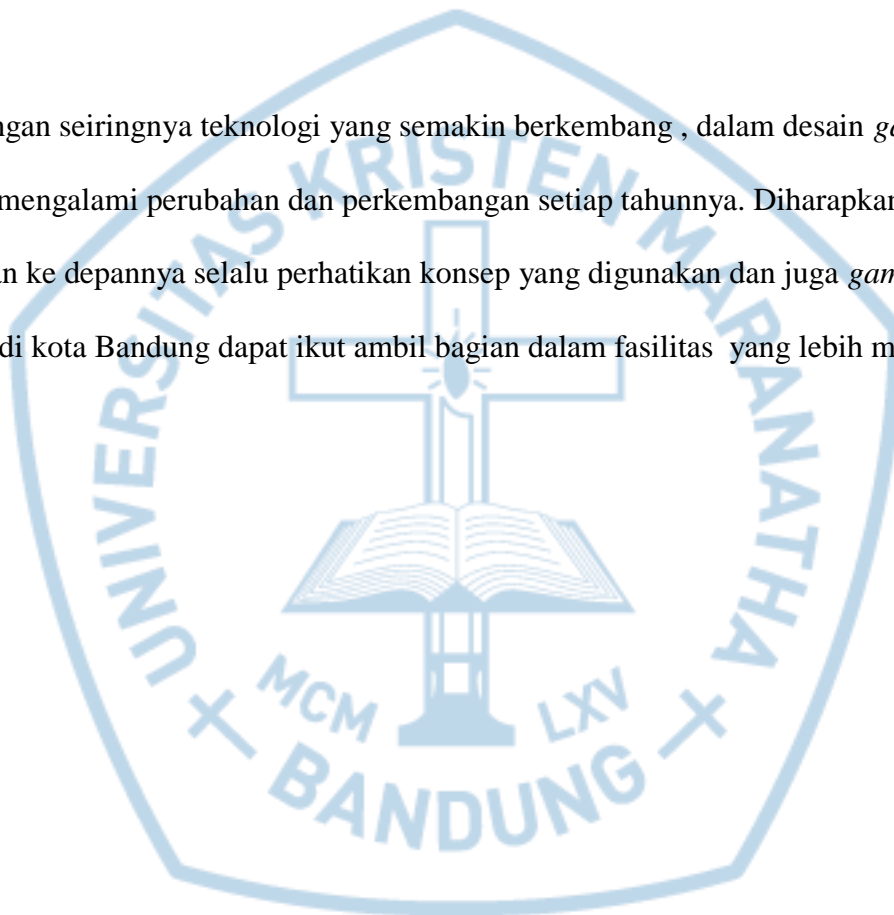 ngan seiringnya teknologi yang semakin berkembang , dalam desain ga
mengalami perubahan dan perkembangan setiap tahunnya. Diharapkan
n ke depannya selalu perhatikan konsep yang digunakan dan juga gam
di kota Bandung dapat ikut ambil bagian dalam fasilitas yang lebih m
UNIVERSITAS KRISTEN MARANATHA
MCM LXV
BANDUNG